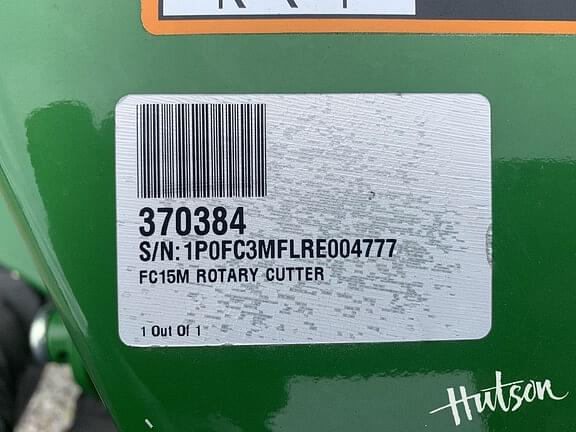 370384
S/N: 1P0FC3MFLRE004777
FC15M ROTARY CUTTER
1 Out Of 1
Hutson